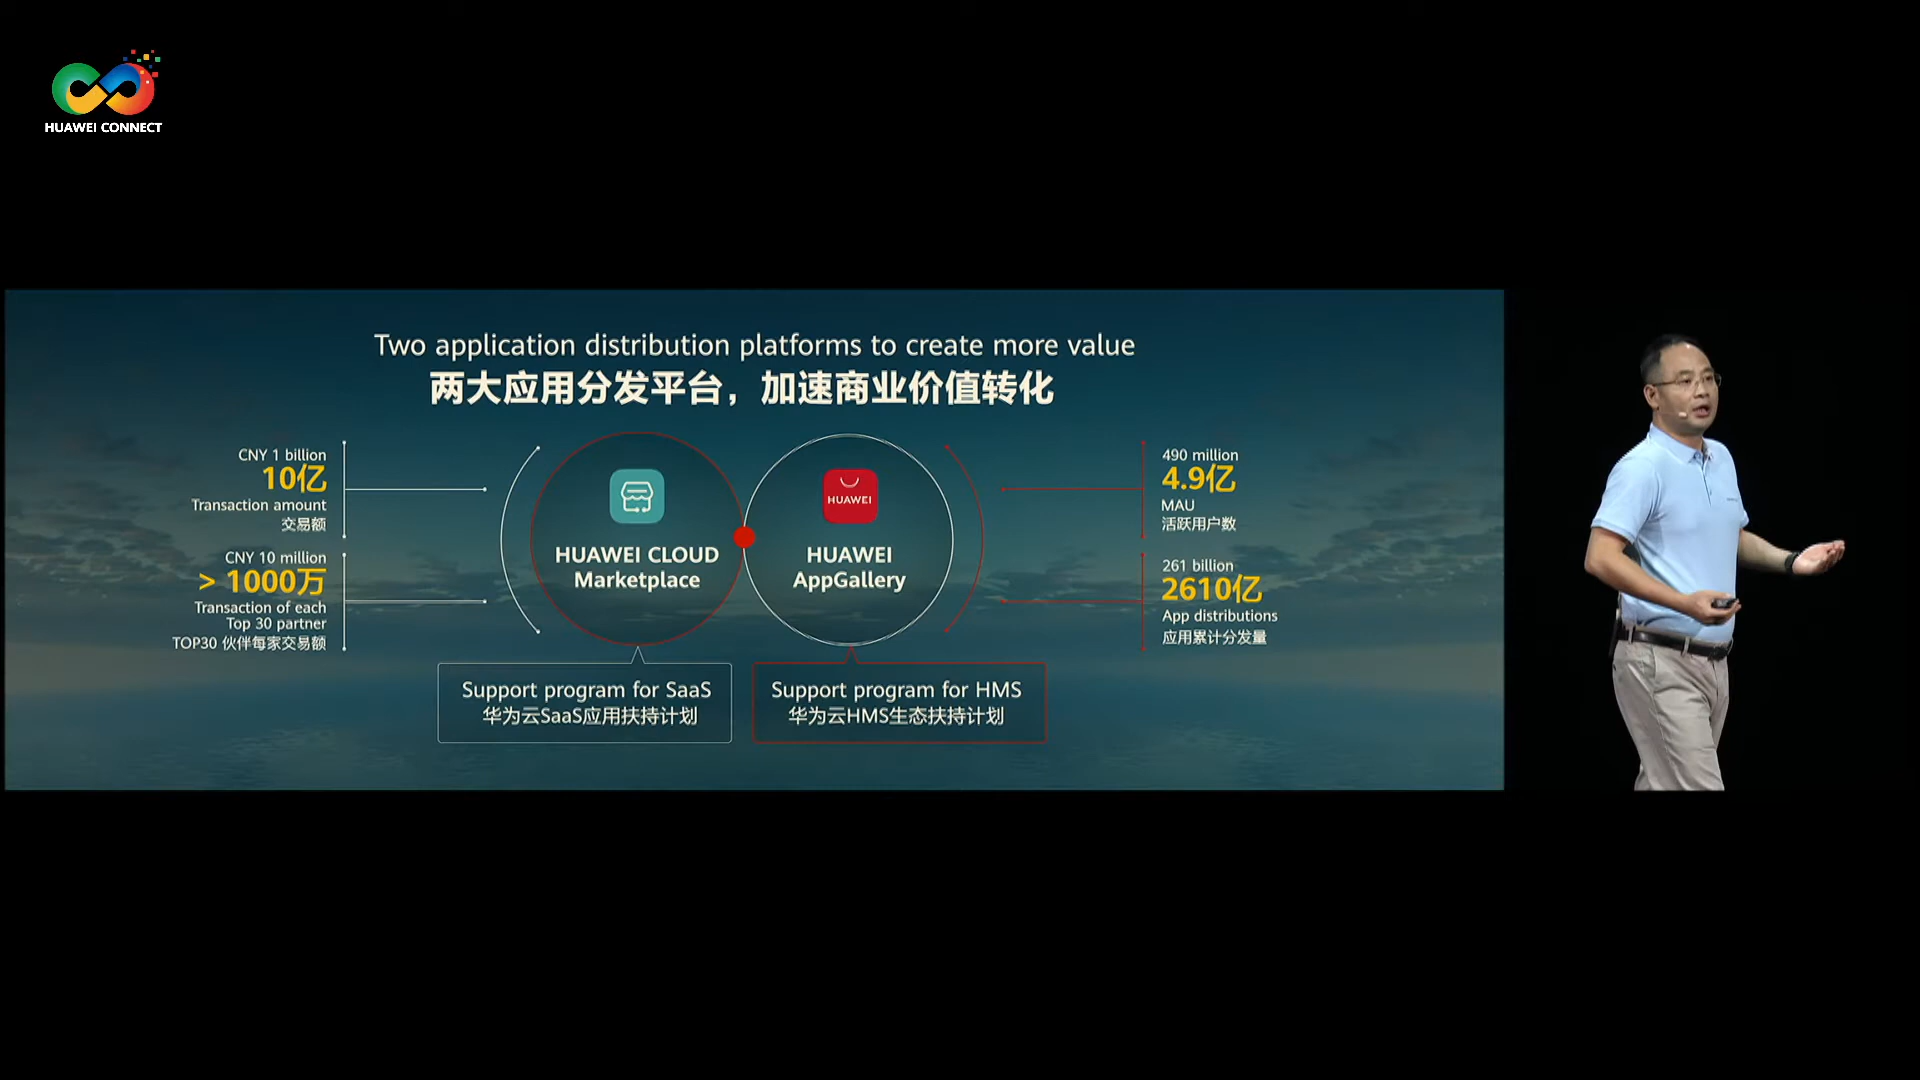 HUAWEI CONNECT
Two application distribution platforms to create more value
两大应用分发平台，加速商业价值转化
CNY 1 billion
10亿
Transaction amount
交易额
CNY 10 million
> 1000万
Transaction of each
Top 30 partner
TOP30 伙伴每家交易额
HUAWEI CLOUD
Marketplace
HUAWEI
HUAWEI
AppGallery
490 million
4.9亿
MAU
活跃用户数
261 billion
2610亿
App distributions
应用累计分发量
Support program for SaaS
华为云SaaS应用扶持计划
Support program for HMS
华为云HMS生态扶持计划